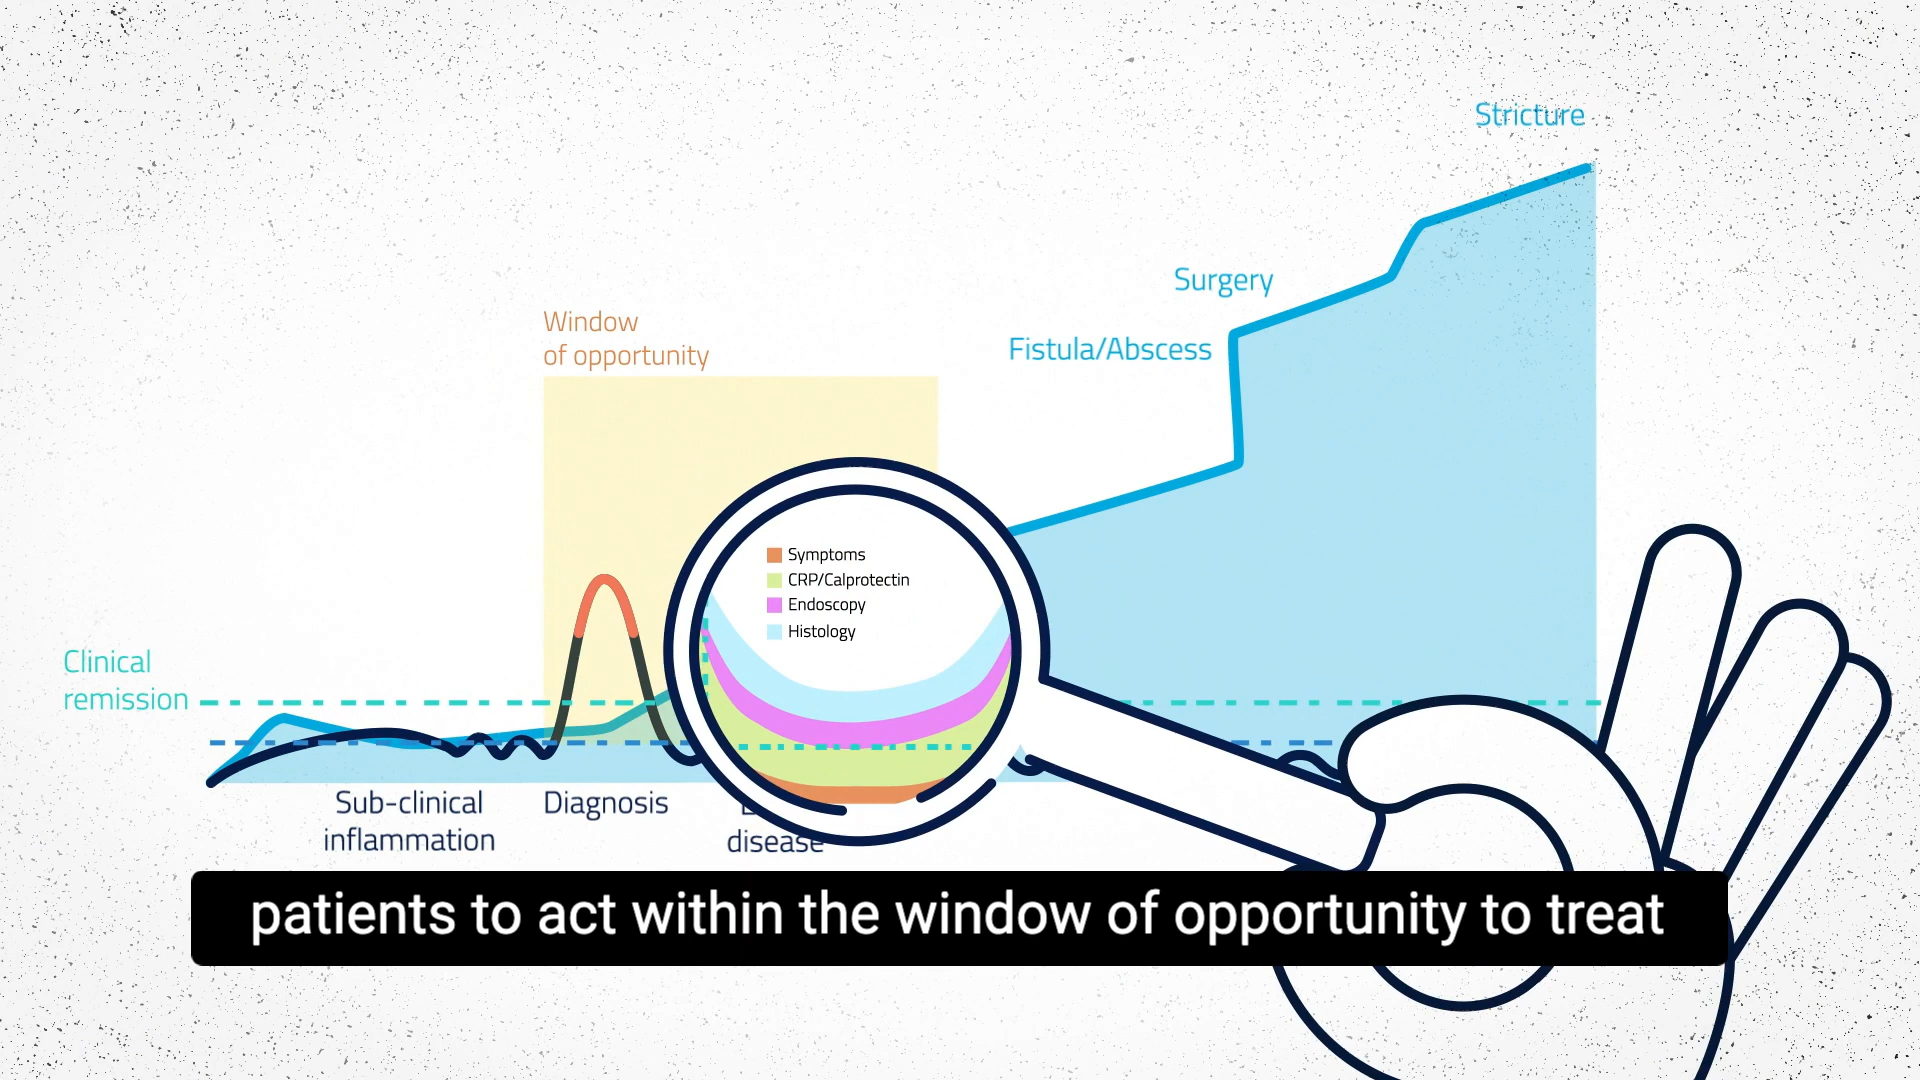 Stricture
Surgery
Fistula/Abscess
Window
of opportunity
Symptoms
CRP/Calprotectin
Endoscopy
Histology
Clinical
remission
Sub-clinical
inflammation
Diagnosis
disease
patients to act within the window of opportunity to treat